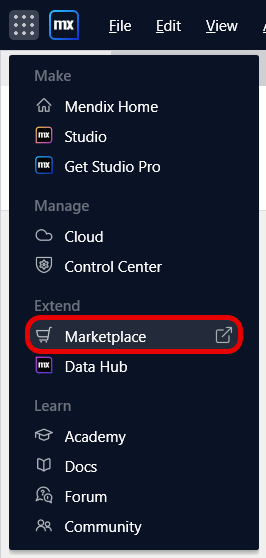 mx File Edit View
Make
Mendix Home
mx Studio
mx Get Studio Pro
Manage
Cloud
Control Center
Extend
Marketplace
mx Data Hub
Learn
Academy
Docs
Forum
Community